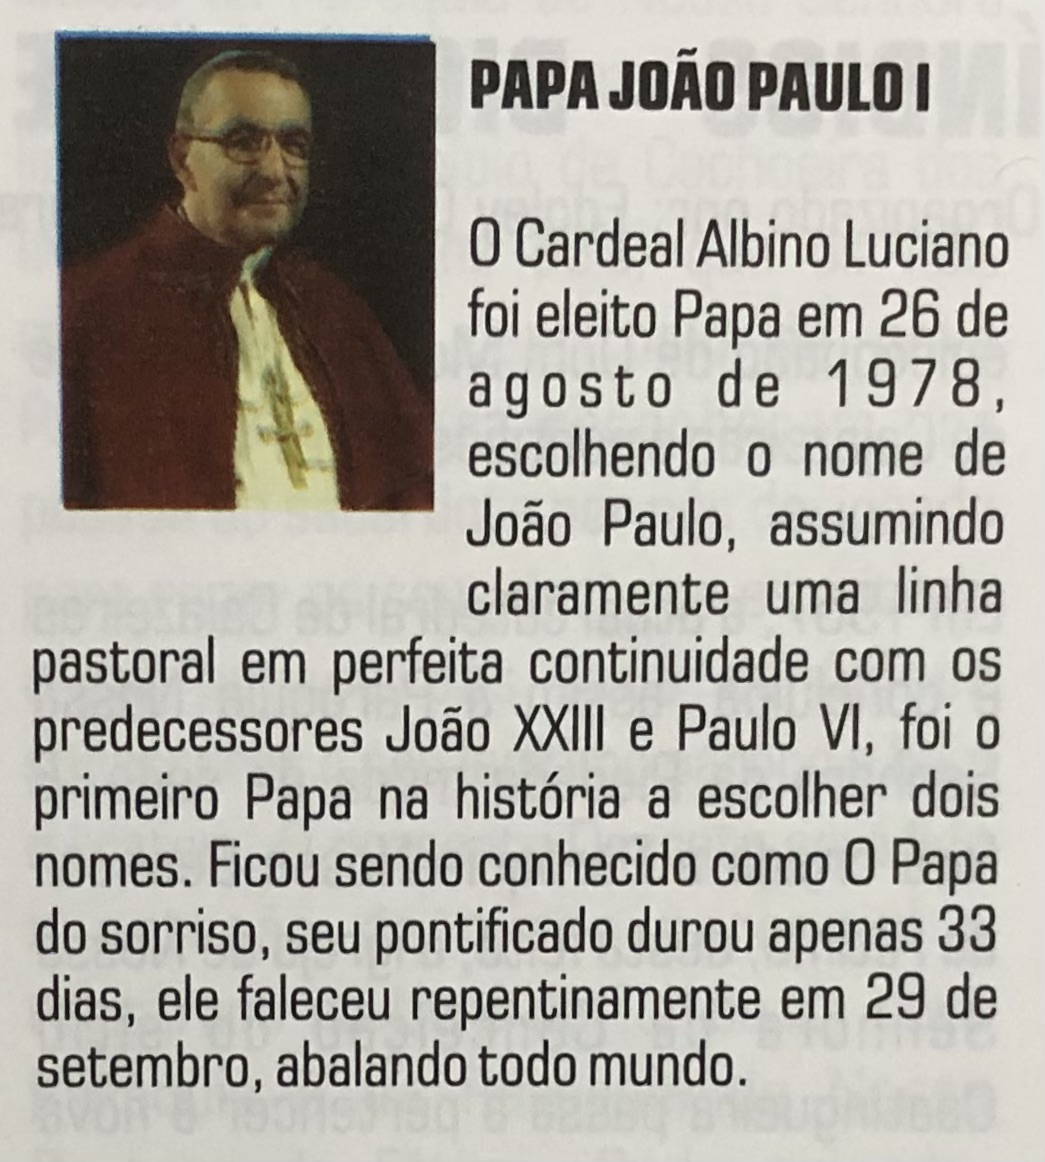 PAPA JOÃO PAULO I
O Cardeal Albino Luciano
foi eleito Papa em 26 de
agosto de 1978,
escolhendo o nome de
João Paulo, assumindo
claramente uma linha
pastoral em perfeita continuidade com os
predecessores João XXIII e Paulo VI, foi o
primeiro Papa na história a escolher dois
nomes. Ficou sendo conhecido como O Papa
do sorriso, seu pontificado durou apenas 33
dias, ele faleceu repentinamente em 29 de
setembro, abalando todo mundo.